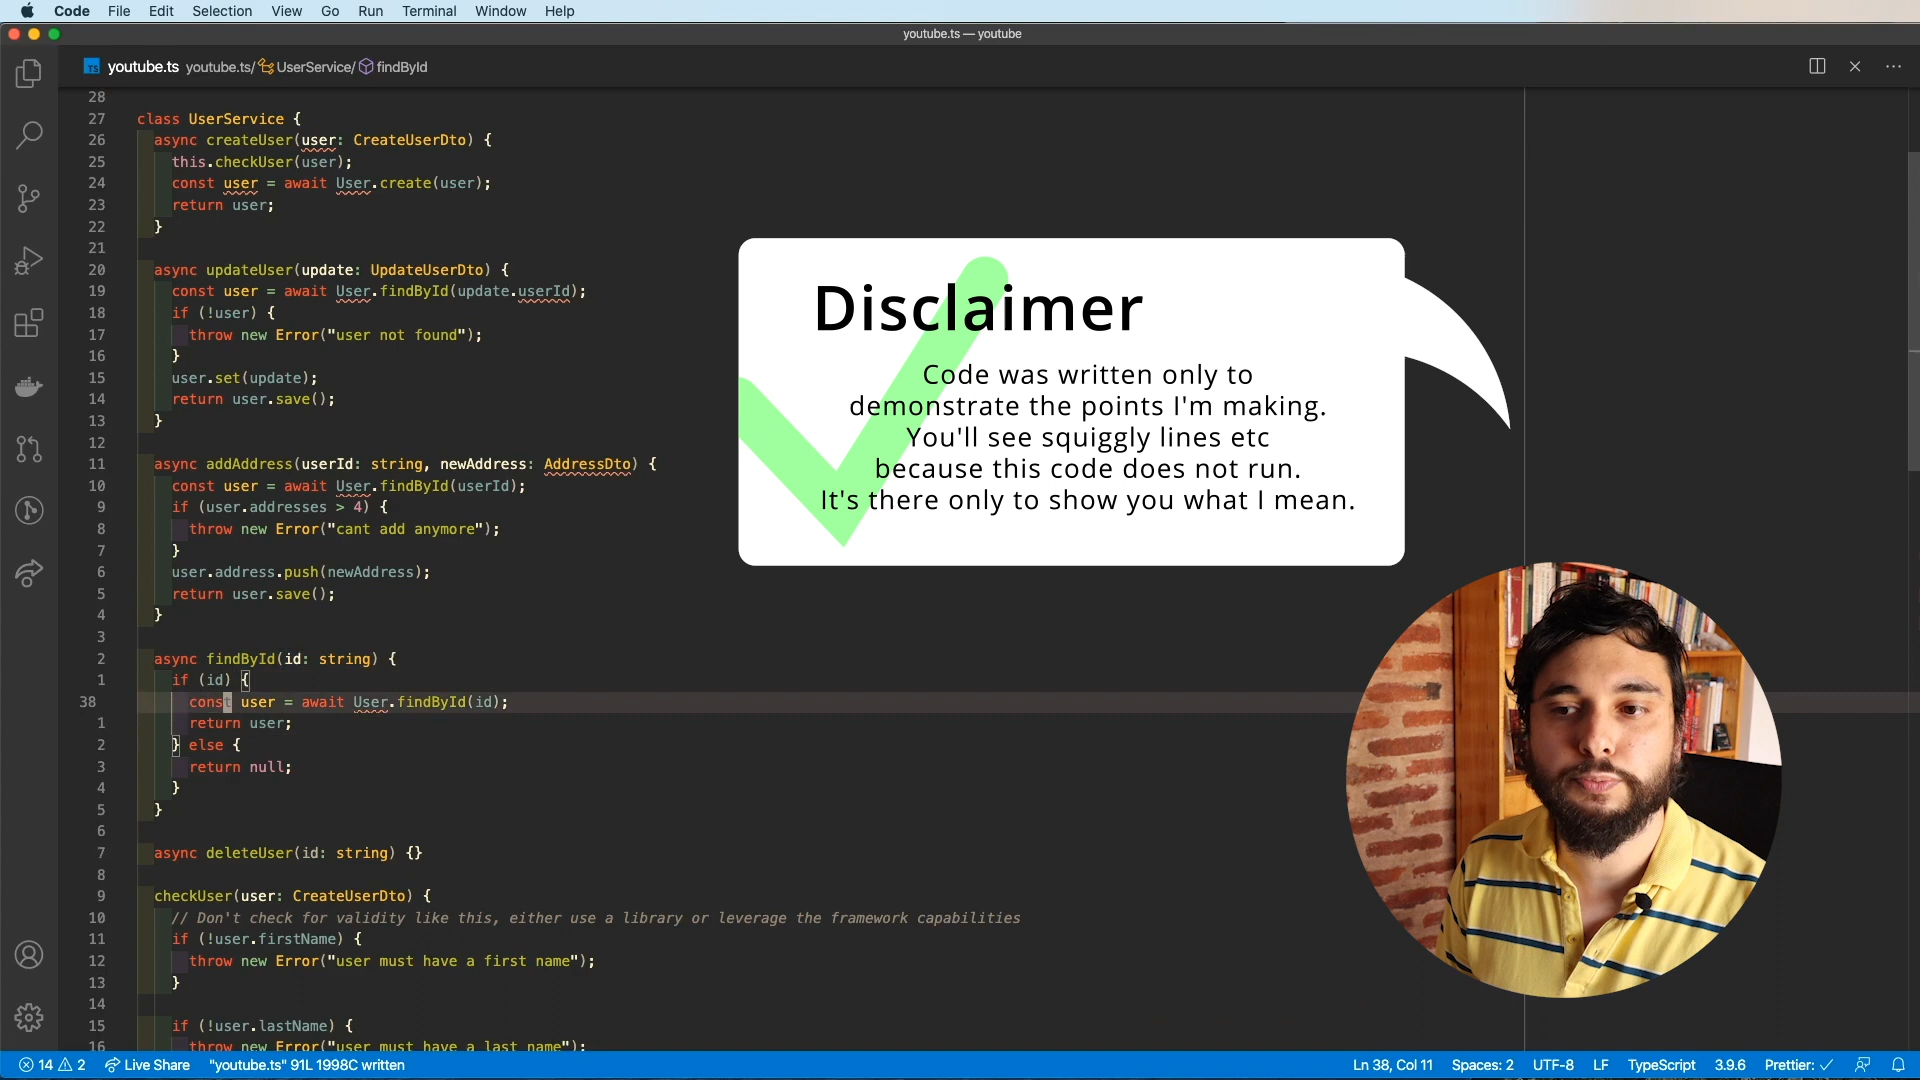 Code File Edit Selection View Go Run Terminal Window Help
youtube.ts — youtube
TS youtube.ts youtube.ts/ UserService/ findById
28
27 class UserService {
26 async createUser(user: CreateUserDto) {
25 this.checkUser(user);
24 const user = await User.create(user);
23 return user;
22 }
21
20 async updateUser(update: UpdateUserDto) {
19 const user = await User.findById(update.userId);
18 if (!user) {
17 throw new Error("user not found");
16 }
15 user.set(update);
14 return user.save();
13 }
12
11 async addAddress(userId: string, newAddress: AddressDto) {
10 const user = await User.findById(userId);
9 if (user.addresses > 4) {
8 throw new Error("cant add anymore");
7 }
6 user.address.push(newAddress);
5 return user.save();
4 }
3
2 async findById(id: string) {
1 if (id) {
38 const user = await User.findById(id);
1 return user;
2 } else {
3 return null;
4 }
5 }
6
7 async deleteUser(id: string) {}
8
9 checkUser(user: CreateUserDto) {
10 // Don't check for validity like this, either use a library or leverage the framework capabilities
11 if (!user.firstName) {
12 throw new Error("user must have a first name");
13 }
14
15 if (!user.lastName) {
16 throw new Error("user must have a last name");
Disclaimer
Code was written only to
demonstrate the points I'm making.
You'll see squiggly lines etc
because this code does not run.
It's there only to show you what I mean.
14 2 Live Share "youtube.ts" 91L 1998C written Ln 38, Col 11 Spaces: 2 UTF-8 LF TypeScript 3.9.6 Prettier: ✓